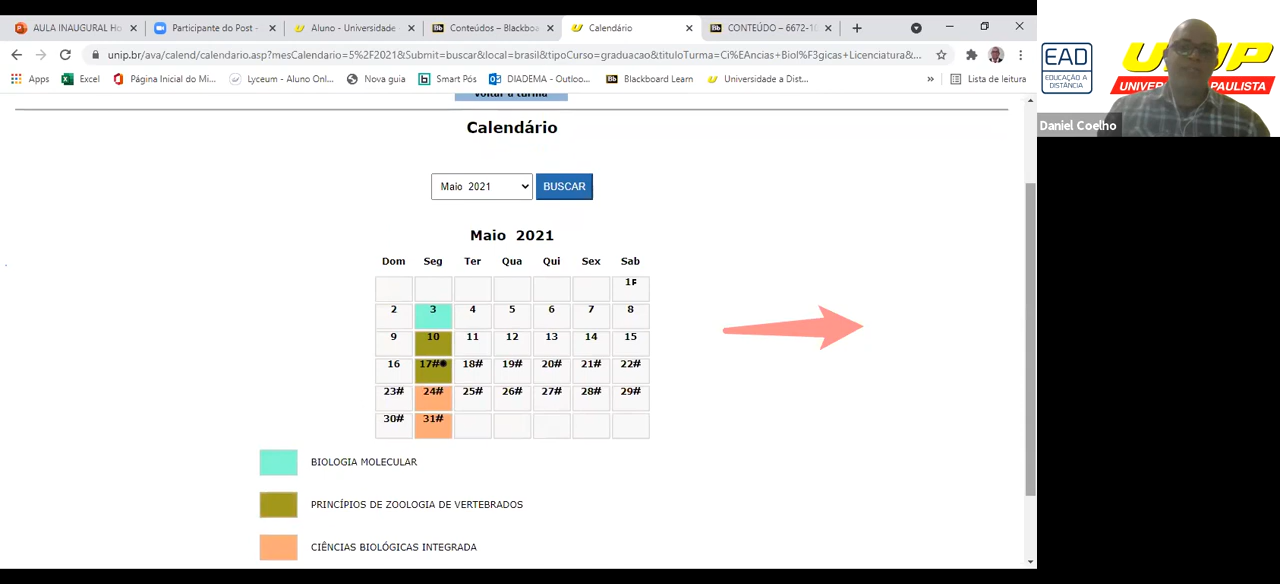 AULA INAUGURAL Ho
Participante do Post -
Aluno - Universidade
Conteúdos – Blackboa
Calendário
CONTEÚDO – 6672-10
unip.br/ava/calend/calendario.asp?mesCalendario=5%2F2021&Submit=buscar&local=brasil&tipoCurso=graduacao&tituloTurma=Ci%EAncias+Biol%3gicas+Licenciatura&...
Apps
Excel
Página Inicial do Mi...
Lyceum - Aluno Onl...
Nova guia
Smart Pós
DIADEMA - Outloo...
Blackboard Learn
Universidade a Dist...
»
Lista de leitura
Voltar a turma
Calendário
Maio 2021
BUSCAR
Maio 2021
Dom Seg Ter Qua Qui Sex Sab
1F
2 3 4 5 6 7 8
9 10 11 12 13 14 15
16 17#● 18# 19# 20# 21# 22#
23# 24# 25# 26# 27# 28# 29#
30# 31#
BIOLOGIA MOLECULAR
PRINCÍPIOS DE ZOOLOGIA DE VERTEBRADOS
CIÊNCIAS BIOLÓGICAS INTEGRADA
EAD
EDUCAÇÃO A
DISTÂNCIA
UNIP
Daniel Coelho